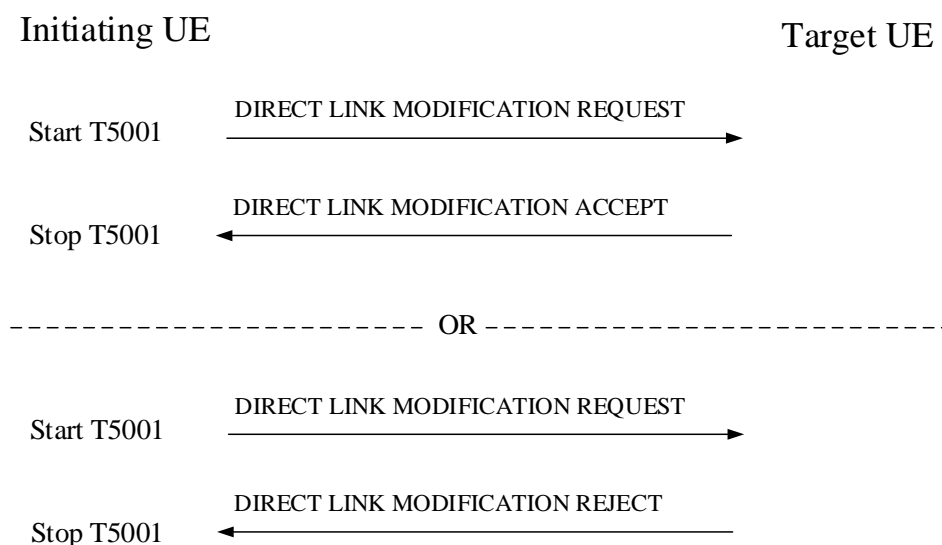 Initiating UE
Target UE
DIRECT LINK MODIFICATION REQUEST
Start T5001
DIRECT LINK MODIFICATION ACCEPT
Stop T5001
OR
DIRECT LINK MODIFICATION REQUEST
Start T5001
DIRECT LINK MODIFICATION REJECT
Stop T5001